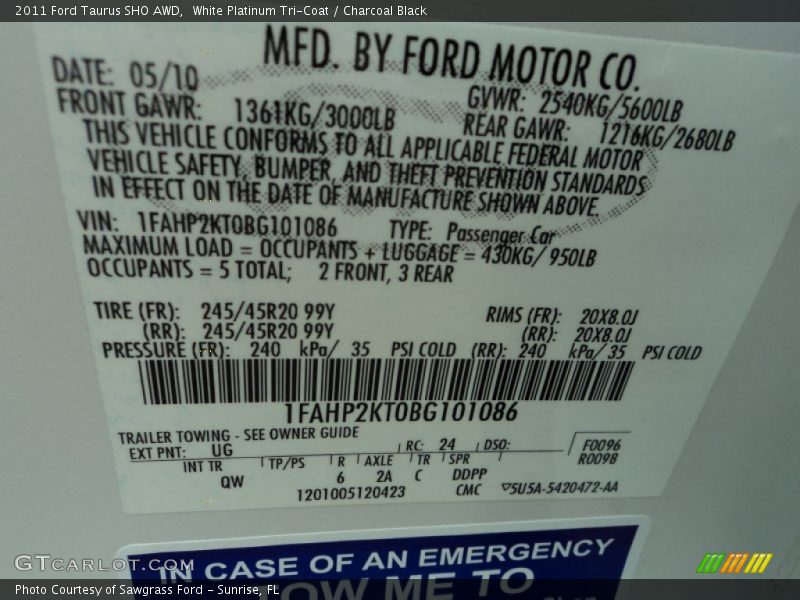 2011 Ford Taurus SHO AWD,  White Platinum Tri-Coat / Charcoal Black
MFD. BY FORD MOTOR CO.
DATE: 05/10 GVWR: 2540KG/5600LB
FRONT GAWR: 1361KG/3000LB REAR GAWR: 1216KG/2680LB
THIS VEHICLE CONFORMS TO ALL APPLICABLE FEDERAL MOTOR
VEHICLE SAFETY, BUMPER, AND THEFT PREVENTION STANDARDS
IN EFFECT ON THE DATE OF MANUFACTURE SHOWN ABOVE.
VIN: 1FAHP2KT0BG101086 TYPE: Passenger Car
MAXIMUM LOAD = OCCUPANTS + LUGGAGE = 430KG/ 950LB
OCCUPANTS = 5 TOTAL; 2 FRONT, 3 REAR
TIRE (FR): 245/45R20 99Y RIMS (FR): 20X8.0J
(RR): 245/45R20 99Y (RR): 20X8.0J
PRESSURE (FR): 240 kPa/ 35 PSI COLD (RR): 240 kPa/ 35 PSI COLD
1FAHP2KT0BG101086
TRAILER TOWING - SEE OWNER GUIDE
EXT PNT: UG RC: 24 DSO: F0096
R0098
INT TR TP/PS R AXLE TR SPR
QW 6 2A C DDPP
1201005120423 CMC 5U5A-5420472-AA
IN CASE OF AN EMERGENCY
OW ME TO
GTCARLOT.COM
Photo Courtesy of Sawgrass Ford - Sunrise, FL